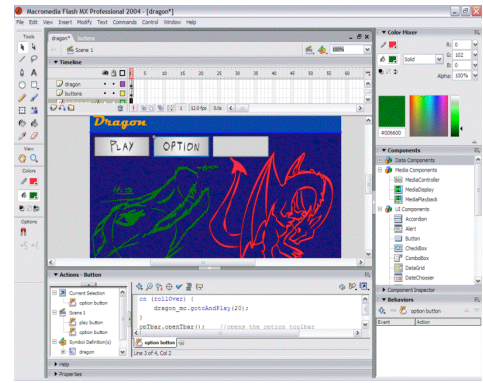 Macromedia Flash MX Professional 2004 - [dragon*]
File Edit View Insert Modify Text Commands Control Window Help
Tools
View
Colors
Options
dragon* buttons
Scene 1
100%
Timeline
5 10 15 20 25 30 35 40 45 50 55 60
dragon
buttons
1 12.0 fps 0.0s
Dragon
PLAY OPTION
Actions - Button
Current Selection
option button
Scene 1
play button
option button
Symbol Definition(s)
dragon
on (rollOver) {
dragon_mc.gotoAndPlay(20);
}
opTbar.openTbar(); //opens the option toolbar
option button
Line 3 of 4, Col 2
Help
Properties
Color Mixer
R: 0
Solid G: 102
B: 0
Alpha: 100%
#006600
Components
Data Components
Media Components
MediaController
MediaDisplay
MediaPlayback
UI Components
Accordion
Alert
Button
CheckBox
ComboBox
DataGrid
DateChooser
Component Inspector
Behaviors
option button
Event Action